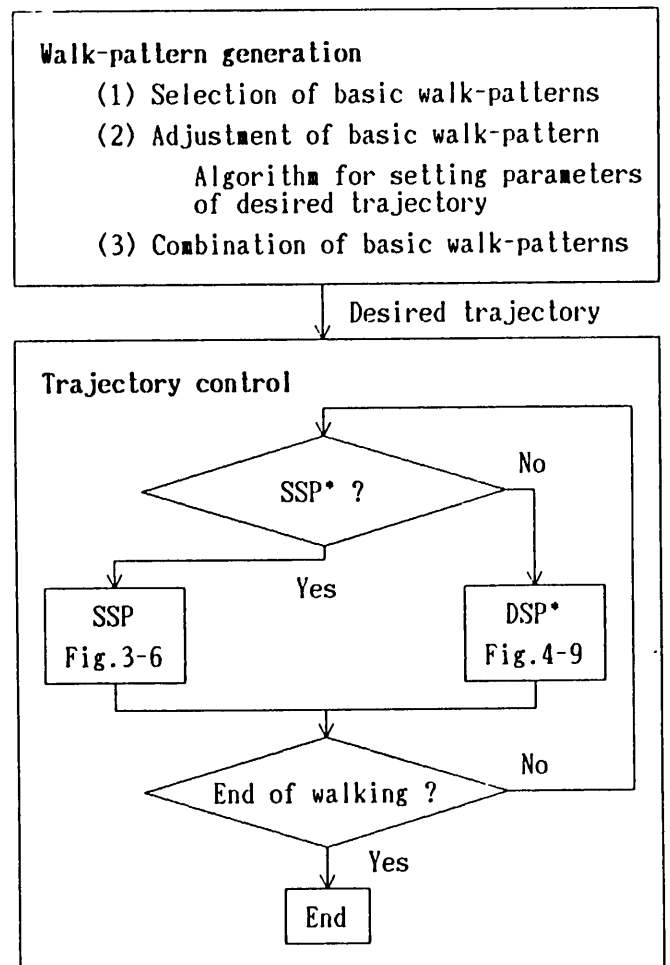 Walk-pattern generation
(1) Selection of basic walk-patterns
(2) Adjustment of basic walk-pattern
Algorithm for setting parameters
of desired trajectory
(3) Combination of basic walk-patterns
Desired trajectory
Trajectory control
SSP* ?
No
Yes
SSP
Fig.3-6
DSP*
Fig.4-9
End of walking ?
No
Yes
End